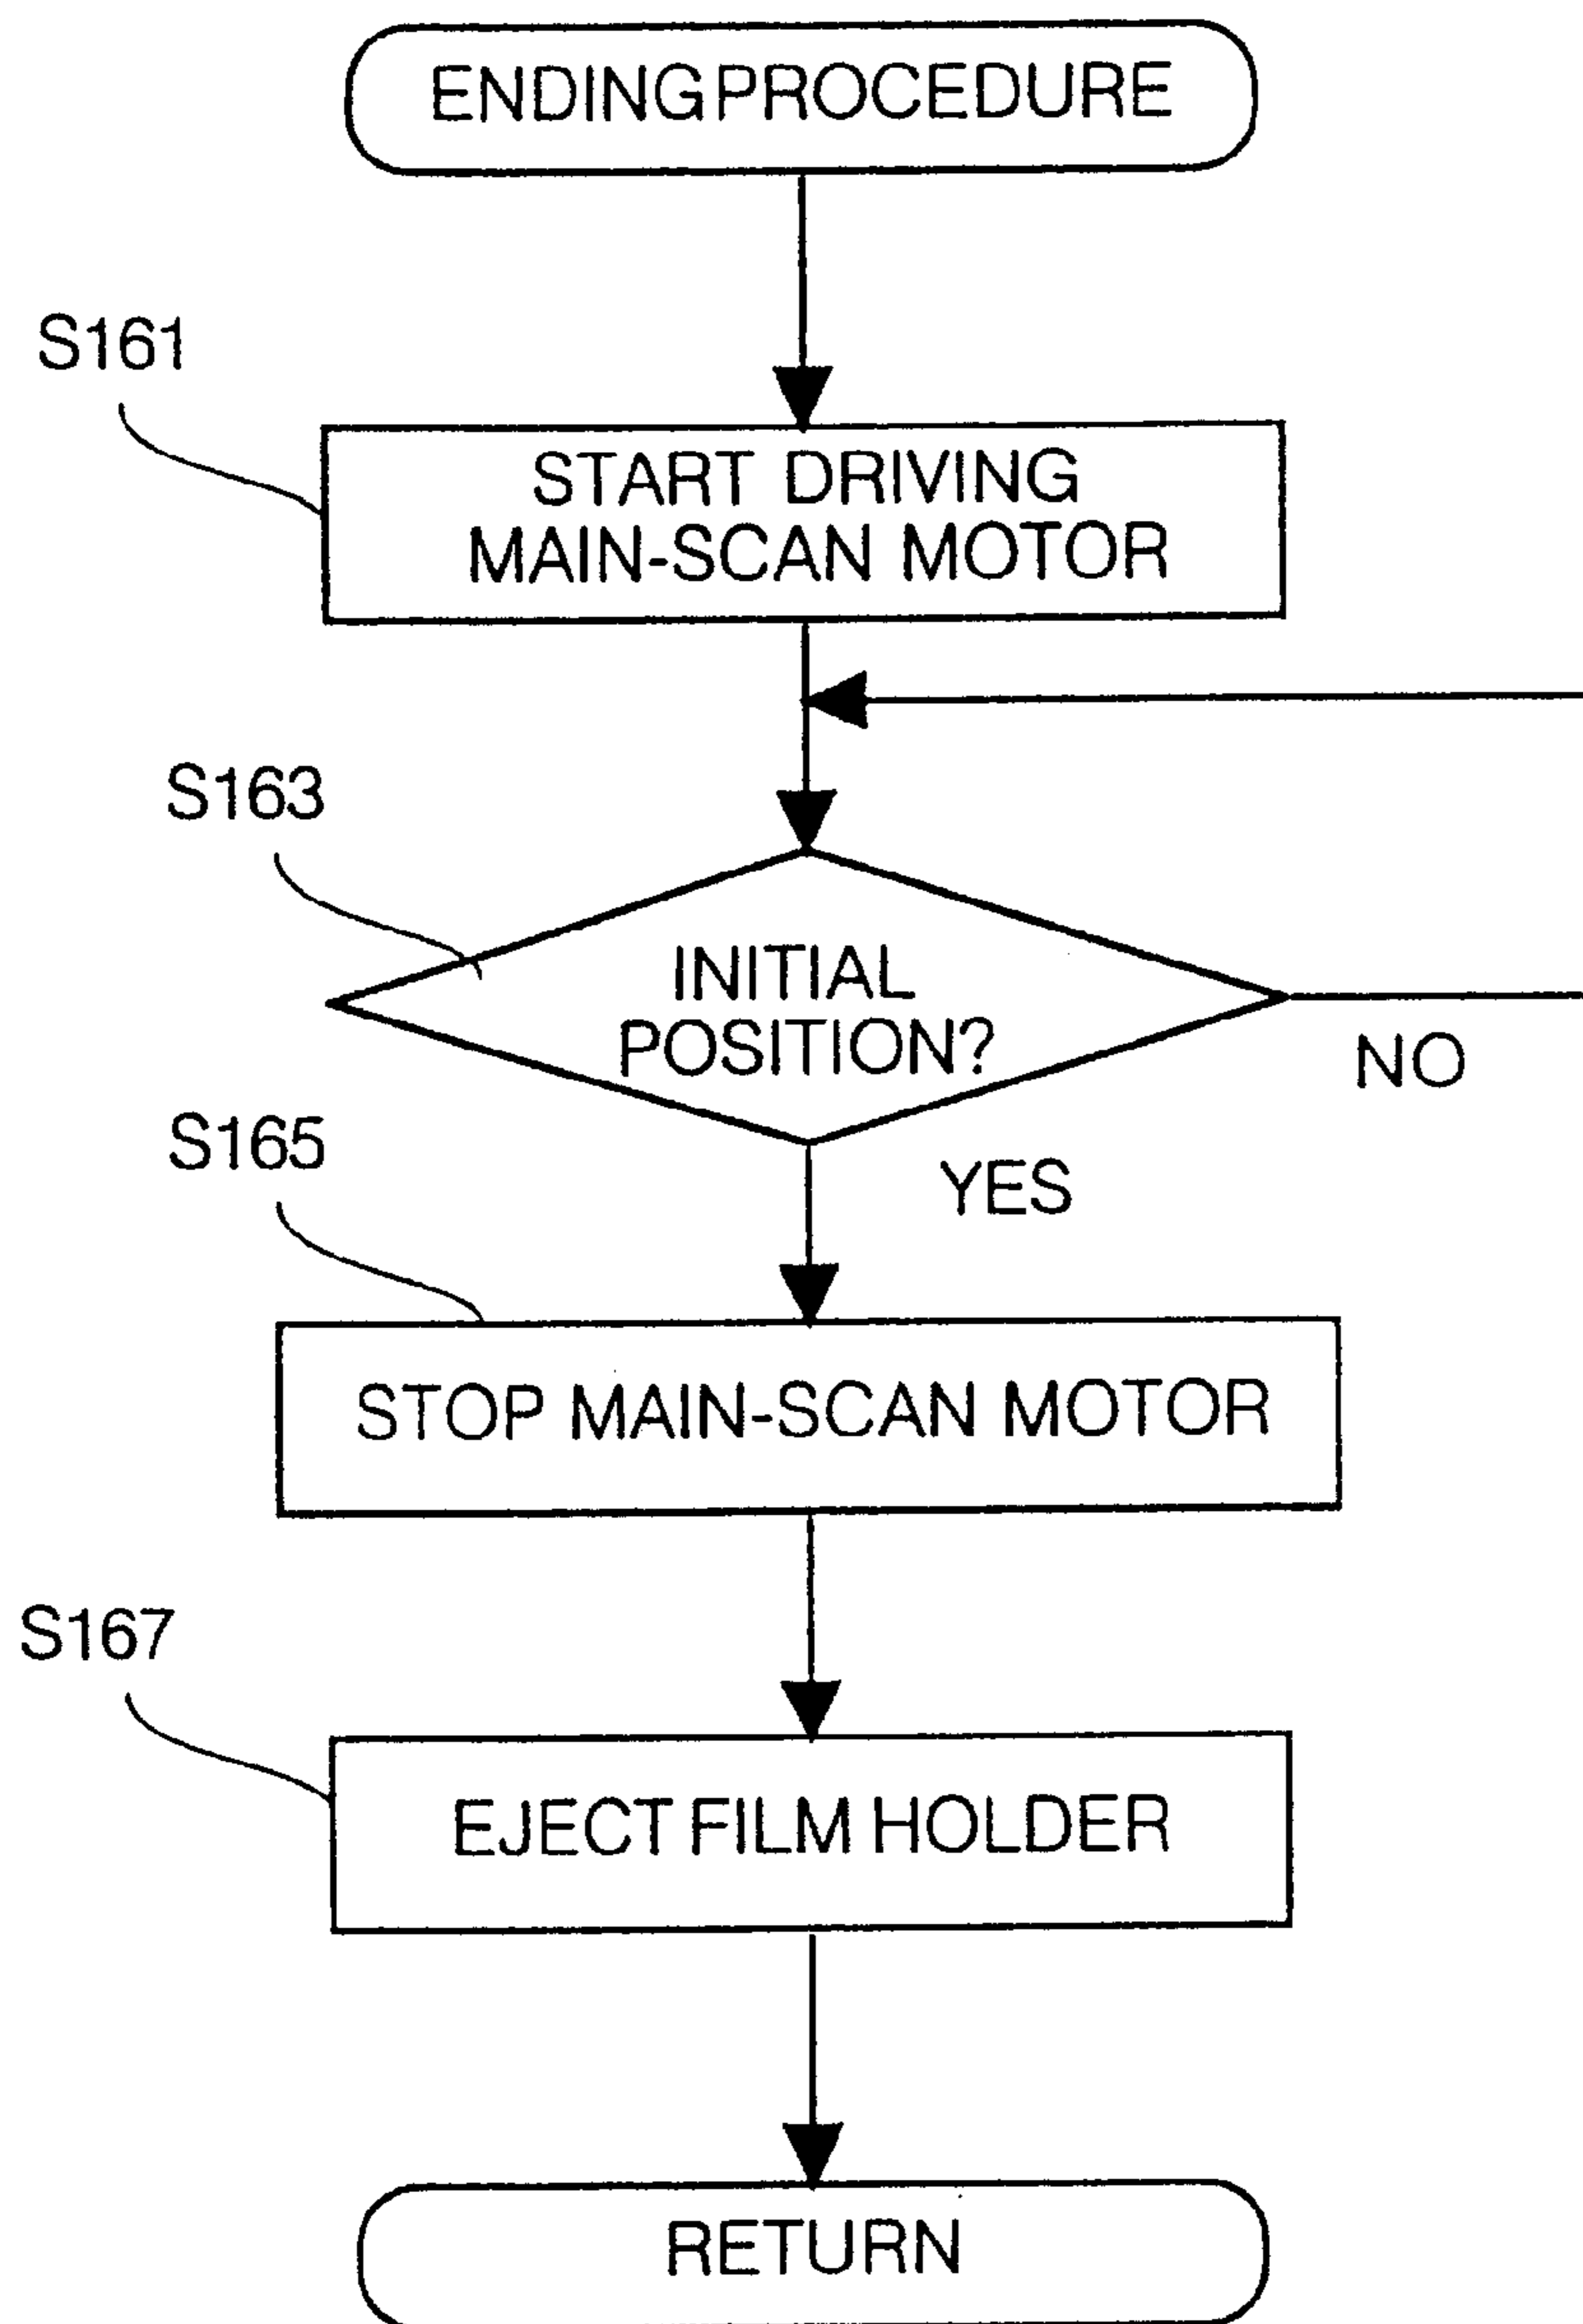 ENDING PROCEDURE
S161
START DRIVING
MAIN-SCAN MOTOR
S163
INITIAL
POSITION?
NO
S165
YES
STOP MAIN-SCAN MOTOR
S167
EJECT FILM HOLDER
RETURN